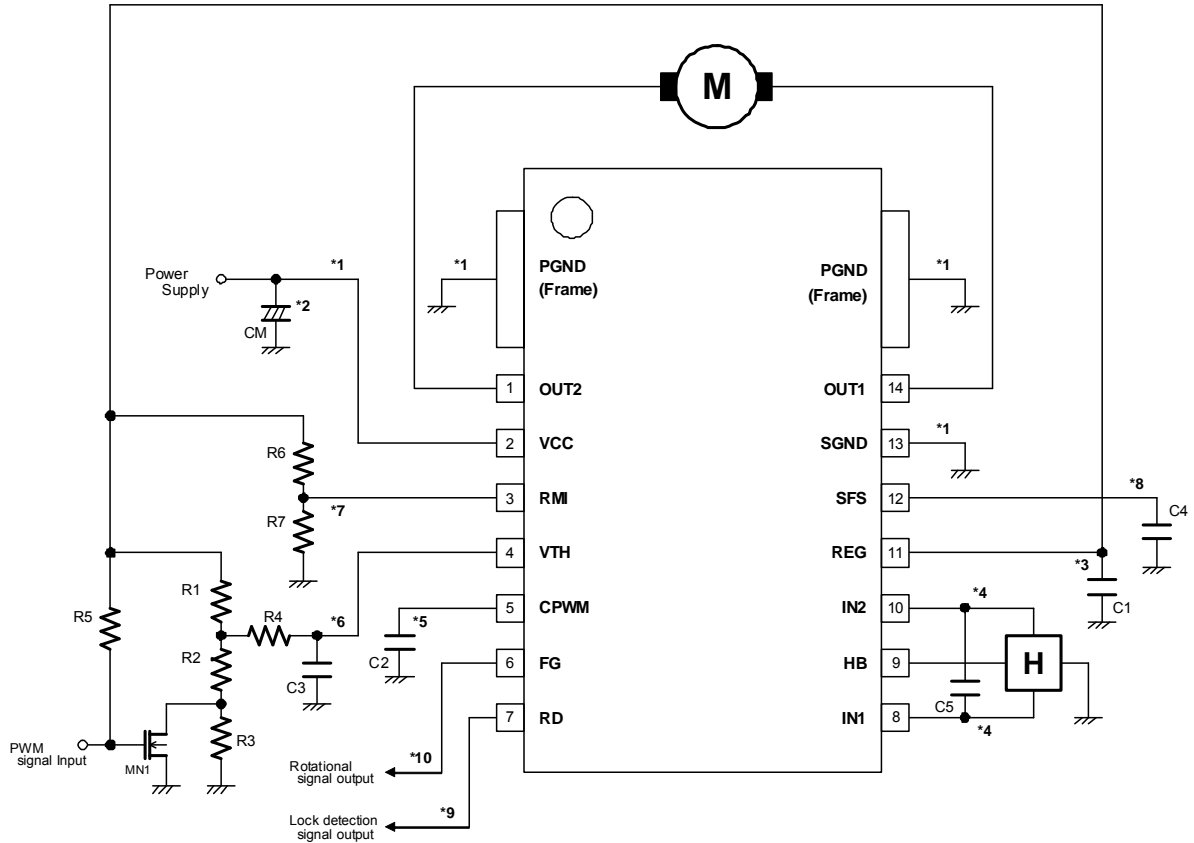 M
*1
PGND
(Frame)
PGND
(Frame)
*1
Power
Supply
*1
*2
CM
1
OUT2
OUT1
14
2
VCC
SGND
13
*1
R6
3
RMI
SFS
12
*8
C4
R7
*7
4
VTH
REG
11
*3
C1
R1
R5
R4
*6
5
CPWM
*5
C2
IN2
10
*4
R2
C3
6
FG
HB
9
H
C5
R3
7
RD
IN1
8
*4
PWM
signal Input
MN1
Rotational
signal output
*10
Lock detection
signal output
*9